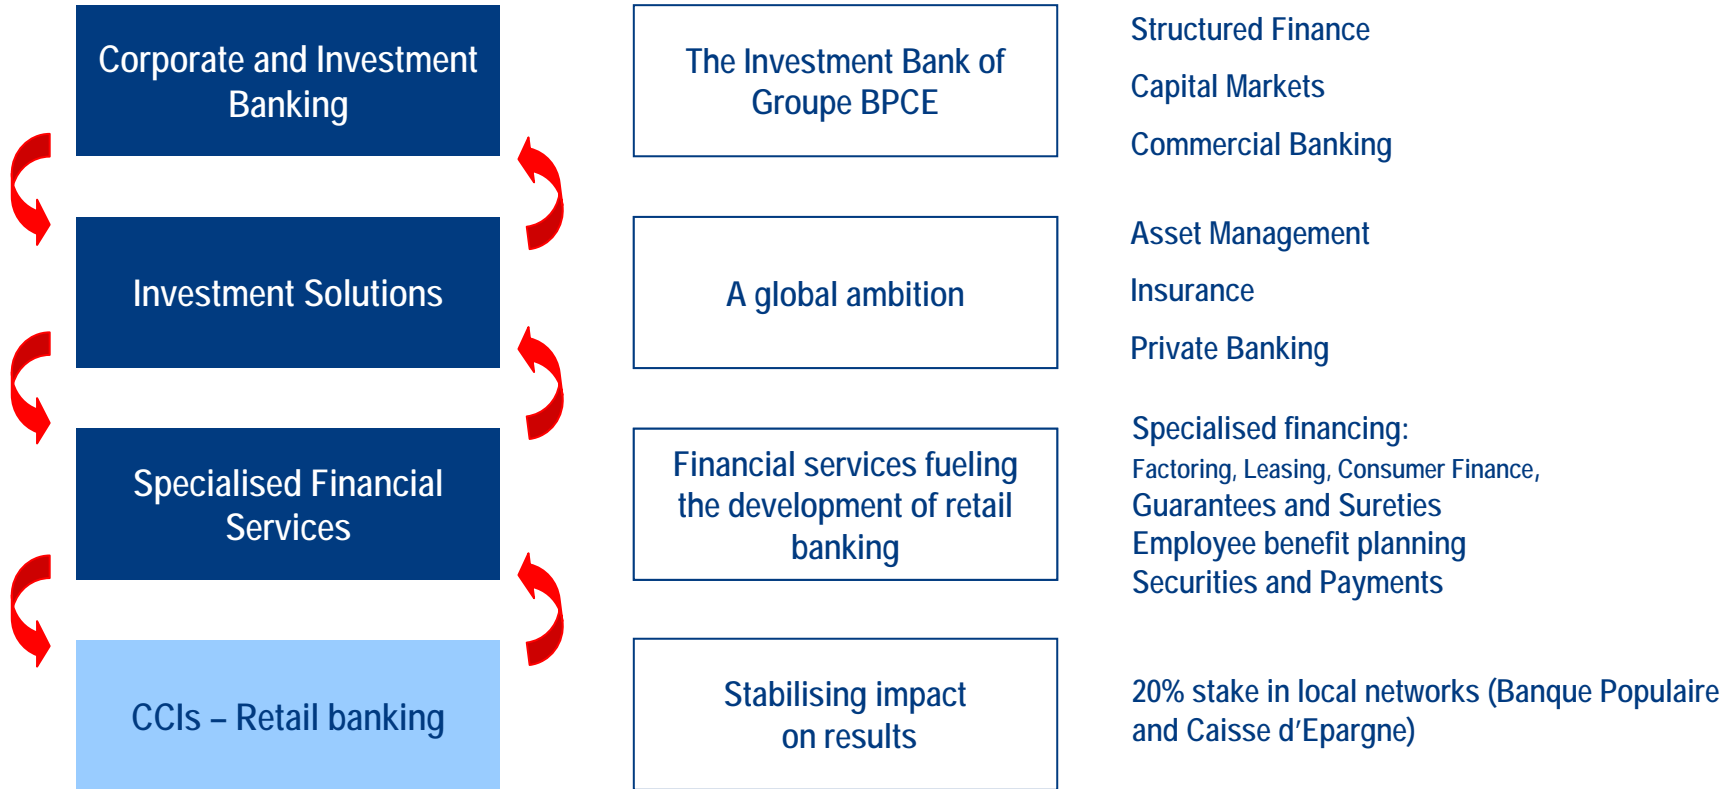 Corporate and Investment
Banking
The Investment Bank of
Groupe BPCE
Structured Finance
Capital Markets
Commercial Banking
Investment Solutions
A global ambition
Asset Management
Insurance
Private Banking
Specialised Financial
Services
Financial services fueling
the development of retail
banking
Specialised financing:
Factoring, Leasing, Consumer Finance,
Guarantees and Sureties
Employee benefit planning
Securities and Payments
CCIs – Retail banking
Stabilising impact
on results
20% stake in local networks (Banque Populaire
and Caisse d’Epargne)